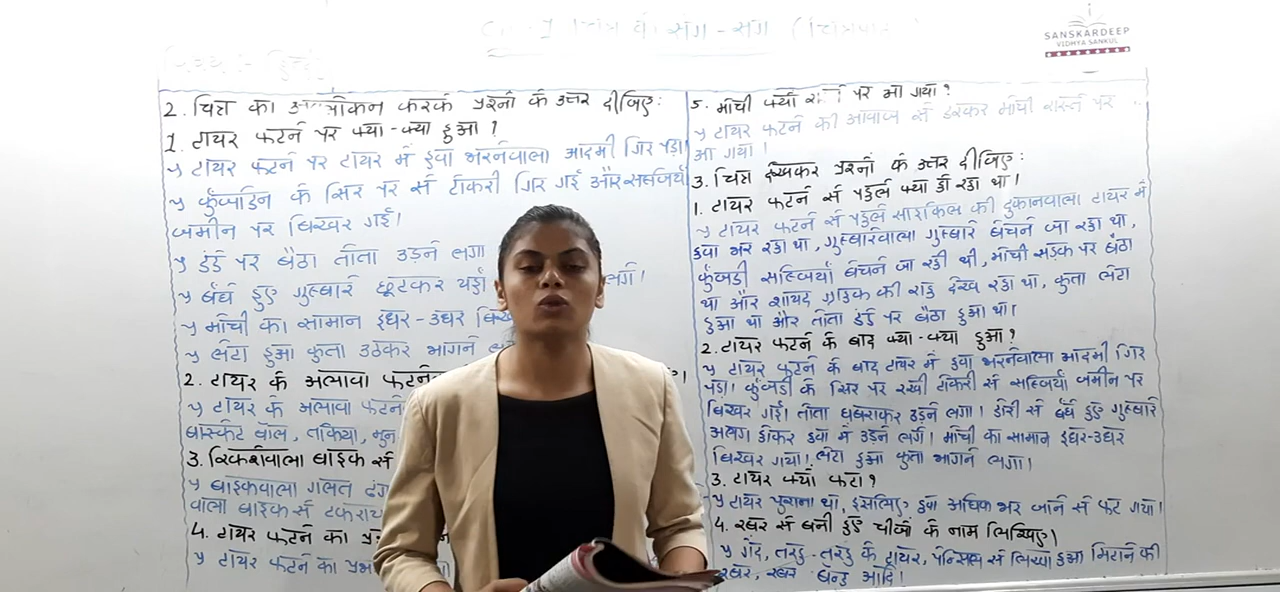 चित्र के संग - संग
SANSKARDEEP
VIDHYA SANKUL
2. चित्र का करके प्रश्नों के उत्तर दीजिए:
1. टायर फटने पर क्या-क्या हुआ ?
→ टायर फटने पर टायर में हवा भरनेवाला आदमी गिर पड़ा।
→ कुँजडिन के सिर पर से टोकरी गिर गई और सब्जियाँ
जमीन पर बिखर गई।
→ डंडे पर बैठा तोता उड़ने लगा
→ बँधे हुए गुब्बारे छूटकर लगे।
→ मोची का सामान इधर-उधर
→ लेटा हुआ कुता उठकर भागने
2. टायर के अलावा
→ टायर के अलावा फटने
बास्केट बॉल, तकिया,
3. रिक्शावाला बाइक से
→ बाइकवाला गलत ढंग
वाला बाइक से
4. टायर फटने का
→ टायर फटने का
5. मोची क्यों पर आ गया ?
→ टायर फटने की आवाज से डरकर मोची रास्ते पर
आ गया।
3. चित्र देखकर प्रश्नों के उत्तर दीजिए:
1. टायर फटने से पहले क्या हो रहा था।
→ टायर फटने से पहले साइकिल की दुकानवाला टायर में
हवा भर रहा था, गुब्बारेवाला गुब्बारे बेचने जा रहा था,
कुँजडी सब्जियाँ बेचने जा रही थी, मोची सड़क पर बैठा
था और शायद ग्राहक की राह देख रहा था, कुता लेटा
हुआ था और तोता डंडे पर बैठा हुआ था।
2. टायर फटने के बाद क्या-क्या हुआ ?
→ टायर फटने के बाद टायर में हवा भरनेवाला आदमी गिर
पड़ा। कुँजडी के सिर पर रखी टोकरी से सब्जियाँ जमीन पर
बिखर गई। तोता घबराकर उड़ने लगा। डोरी से बँधे हुए गुब्बारे
अलग होकर हवा में उड़ने लगे। मोची का सामान इधर-उधर
बिखर गया। लेटा हुआ कुता भागने लगा।
3. टायर क्यों फटा ?
→ टायर पुराना था, इसलिए हवा अधिक भर जाने से फट गया।
4. रबर से बनी हुई चीजों के नाम लिखिए।
→ गेंद, तरह-तरह के टायर, पेन्सिल से लिखा हुआ मिटाने की
रबर, रबर बेन्ड आदि।